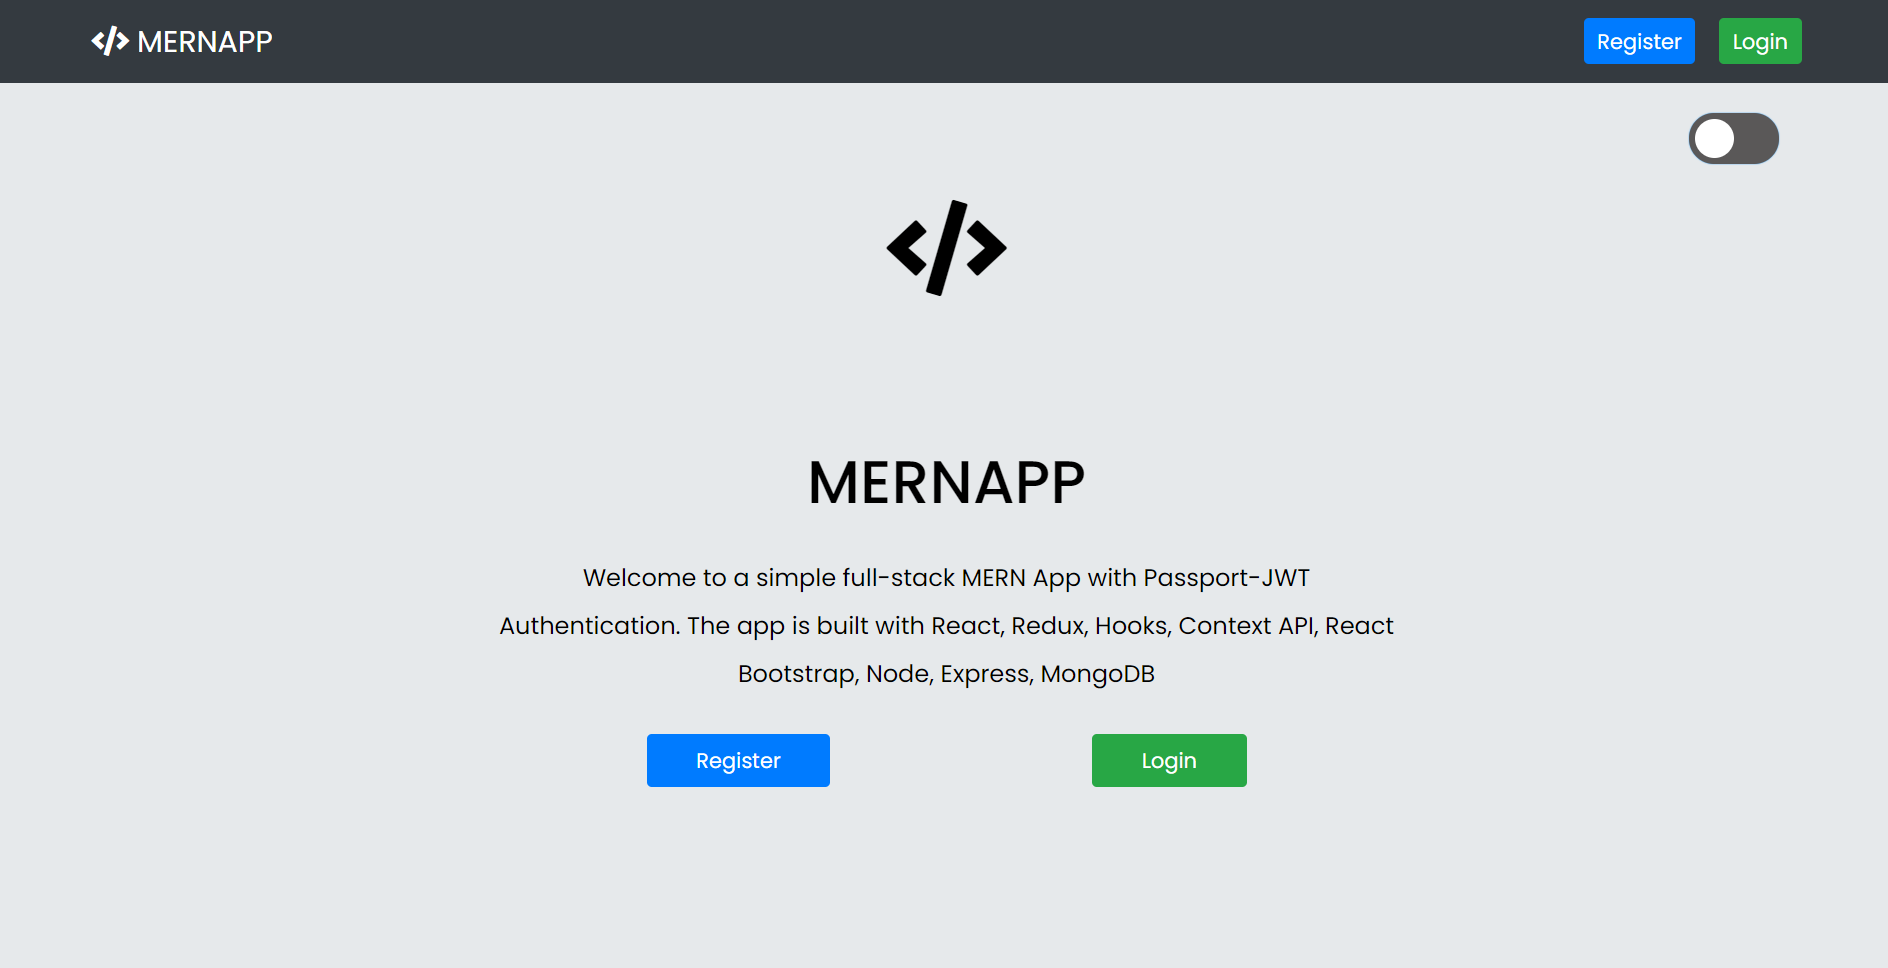 MERNAPP
Register
Login
</>
MERNAPP
Welcome to a simple full-stack MERN App with Passport-JWT
Authentication. The app is built with React, Redux, Hooks, Context API, React
Bootstrap, Node, Express, MongoDB
Register
Login